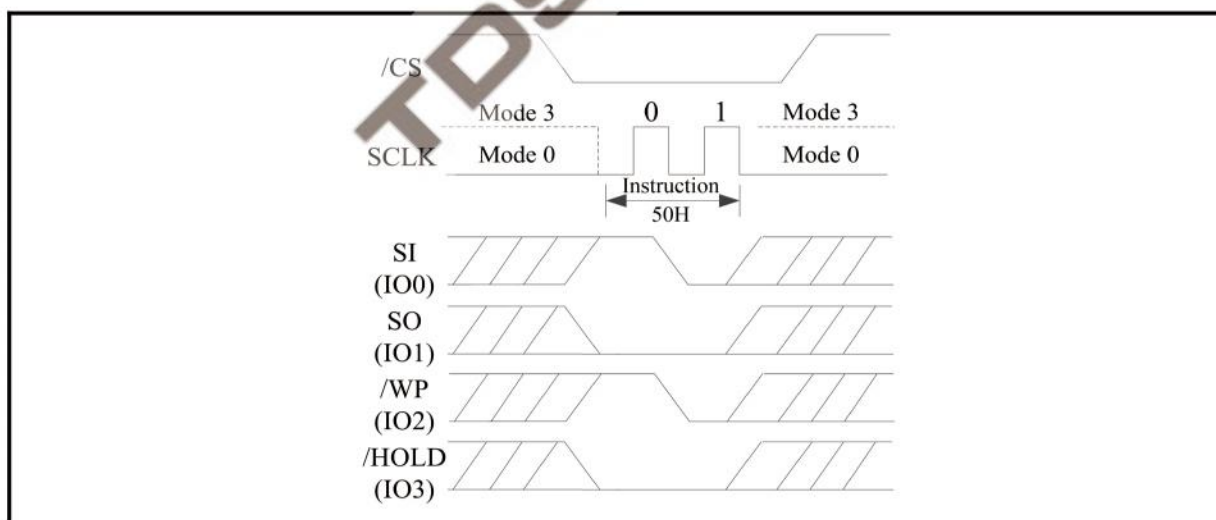 TDS
/CS
Mode 3 0 1 Mode 3
SCLK Mode 0 Mode 0
Instruction
50H
SI
(IO0)
SO
(IO1)
/WP
(IO2)
/HOLD
(IO3)